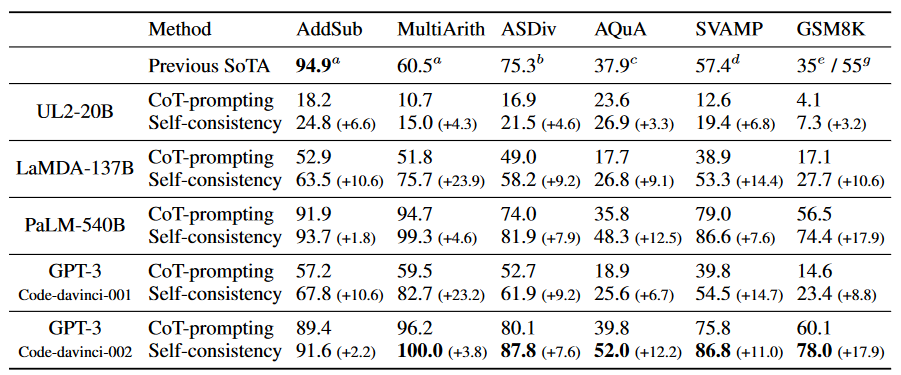 Method AddSub MultiArith ASDiv AQuA SVAMP GSM8K
Previous SoTA 94.9a 60.5a 75.3b 37.9c 57.4d 35e / 55g
UL2-20B
CoT-prompting 18.2 10.7 16.9 23.6 12.6 4.1
Self-consistency 24.8 (+6.6) 15.0 (+4.3) 21.5 (+4.6) 26.9 (+3.3) 19.4 (+6.8) 7.3 (+3.2)
LaMDA-137B
CoT-prompting 52.9 51.8 49.0 17.7 38.9 17.1
Self-consistency 63.5 (+10.6) 75.7 (+23.9) 58.2 (+9.2) 26.8 (+9.1) 53.3 (+14.4) 27.7 (+10.6)
PaLM-540B
CoT-prompting 91.9 94.7 74.0 35.8 79.0 56.5
Self-consistency 93.7 (+1.8) 99.3 (+4.6) 81.9 (+7.9) 48.3 (+12.5) 86.6 (+7.6) 74.4 (+17.9)
GPT-3 CoT-prompting 57.2 59.5 52.7 18.9 39.8 14.6
Code-davinci-001 Self-consistency 67.8 (+10.6) 82.7 (+23.2) 61.9 (+9.2) 25.6 (+6.7) 54.5 (+14.7) 23.4 (+8.8)
GPT-3 CoT-prompting 89.4 96.2 80.1 39.8 75.8 60.1
Code-davinci-002 Self-consistency 91.6 (+2.2) 100.0 (+3.8) 87.8 (+7.6) 52.0 (+12.2) 86.8 (+11.0) 78.0 (+17.9)